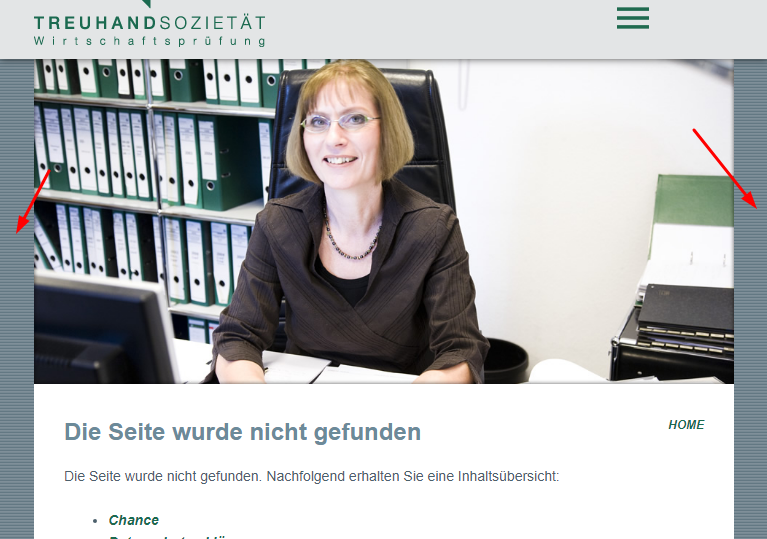 TREUHANDSOZIETÄT
Wirtschaftsprüfung
Die Seite wurde nicht gefunden
HOME
Die Seite wurde nicht gefunden. Nachfolgend erhalten Sie eine Inhaltsübersicht:
Chance